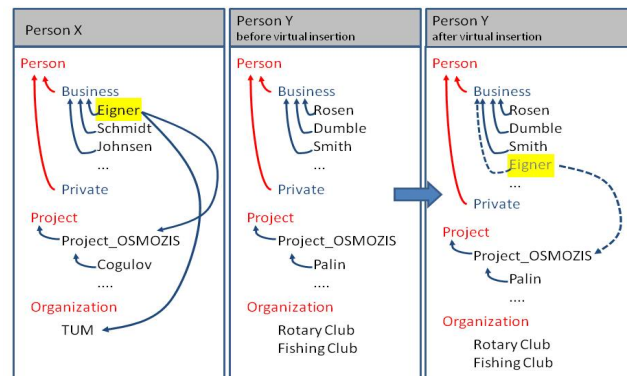 Person X
Person
Business
Eigner
Schmidt
Johnsen
...
Private
Project
Project_OSMOZIS
Cogulov
....
Organization
TUM
Person Y
before virtual insertion
Person
Business
Rosen
Dumble
Smith
...
Private
Project
Project_OSMOZIS
Palin
....
Organization
Rotary Club
Fishing Club
Person Y
after virtual insertion
Person
Business
Rosen
Dumble
Smith
Eigner
...
Private
Project
Project_OSMOZIS
Palin
....
Organization
Rotary Club
Fishing Club